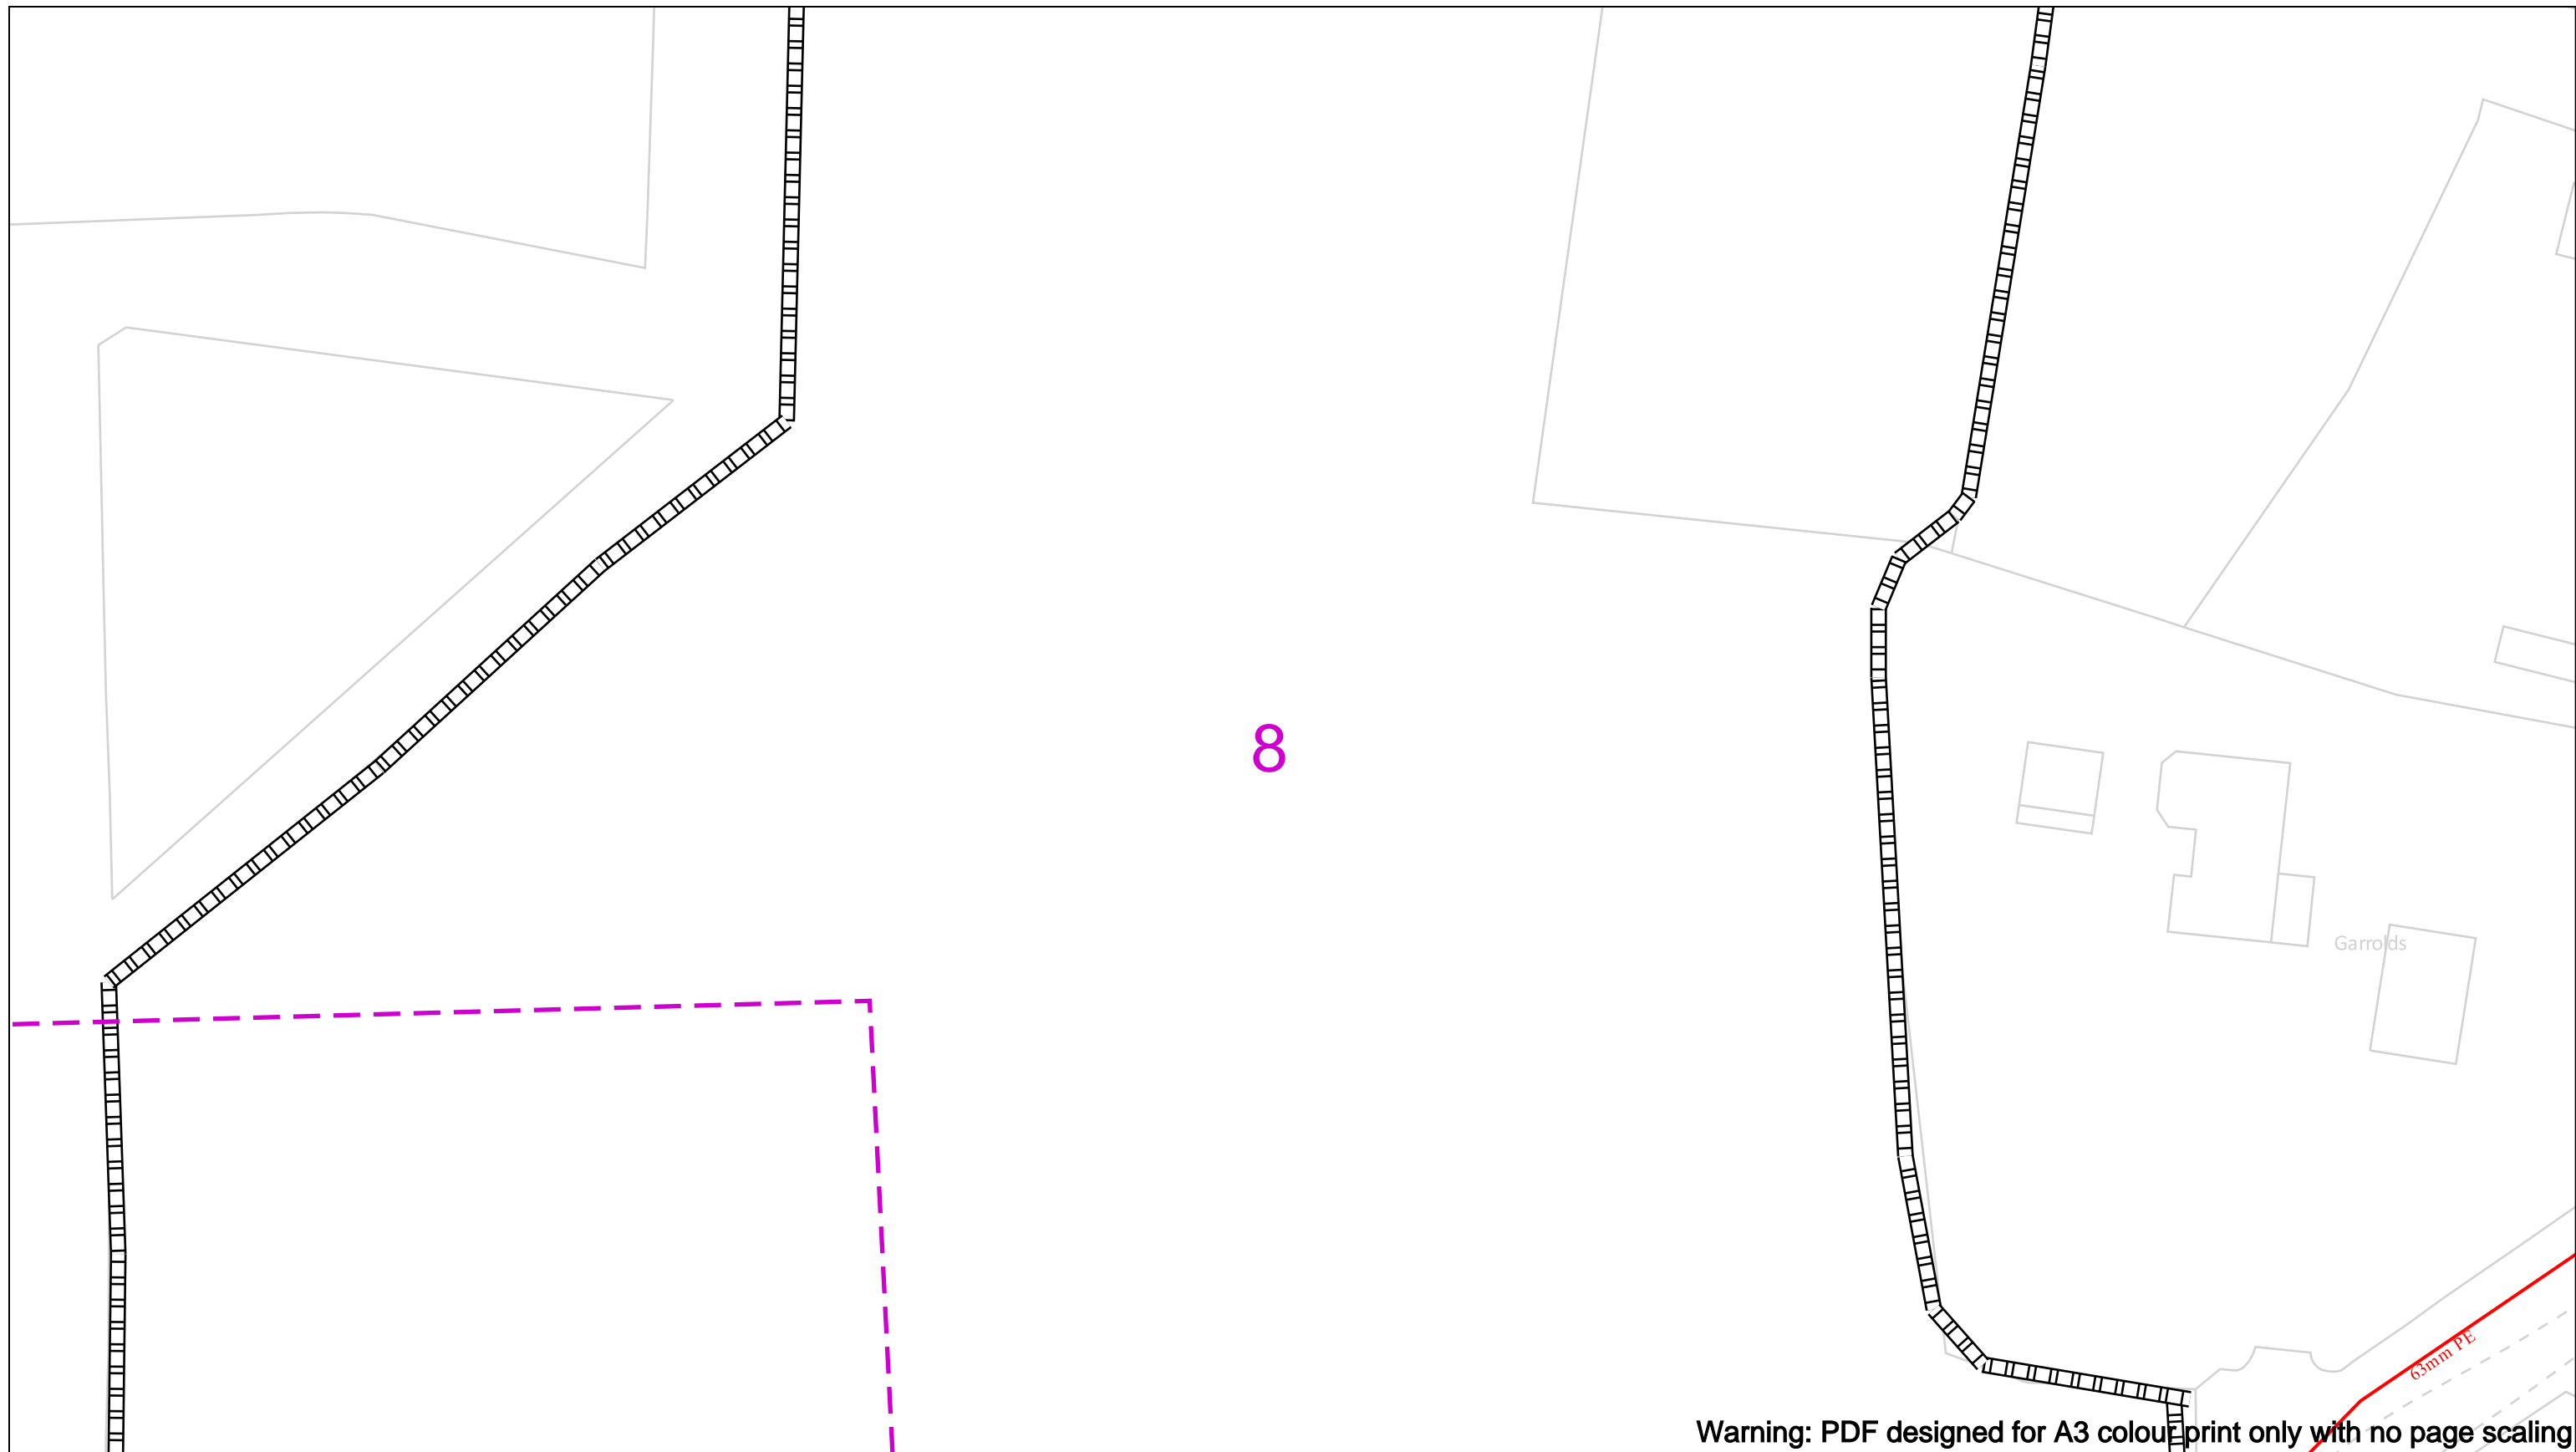 8
Garrolds
63mm PE
Warning: PDF designed for A3 colour print only with no page scaling